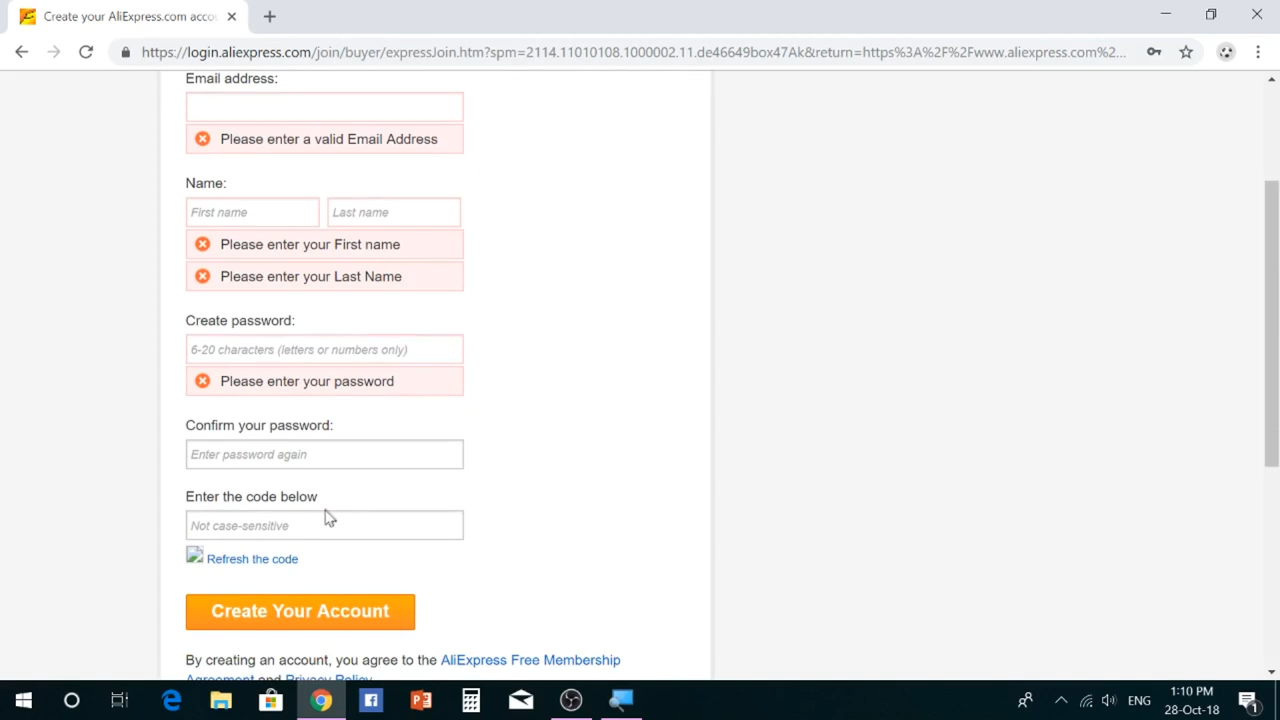 Create your AliExpress.com accou
https://login.aliexpress.com/join/buyer/expressJoin.htm?spm=2114.11010108.1000002.11.de46649box47Ak&return=https%3A%2F%2Fwww.aliexpress.com%2...
Email address:
Please enter a valid Email Address
Name:
First name Last name
Please enter your First name
Please enter your Last Name
Create password:
6-20 characters (letters or numbers only)
Please enter your password
Confirm your password:
Enter password again
Enter the code below
Not case-sensitive
Refresh the code
Create Your Account
By creating an account, you agree to the AliExpress Free Membership
Agreement and Privacy Policy
ENG
1:10 PM
28-Oct-18
1